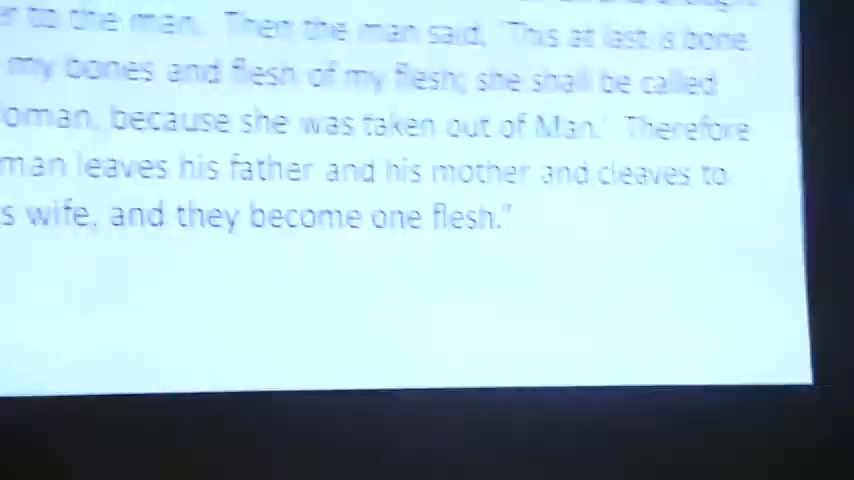 to the man. Then the man said, 'This at last is bone
my bones and flesh of my flesh; she shall be called
oman, because she was taken out of Man.' Therefore
man leaves his father and his mother and cleaves to
s wife, and they become one flesh."